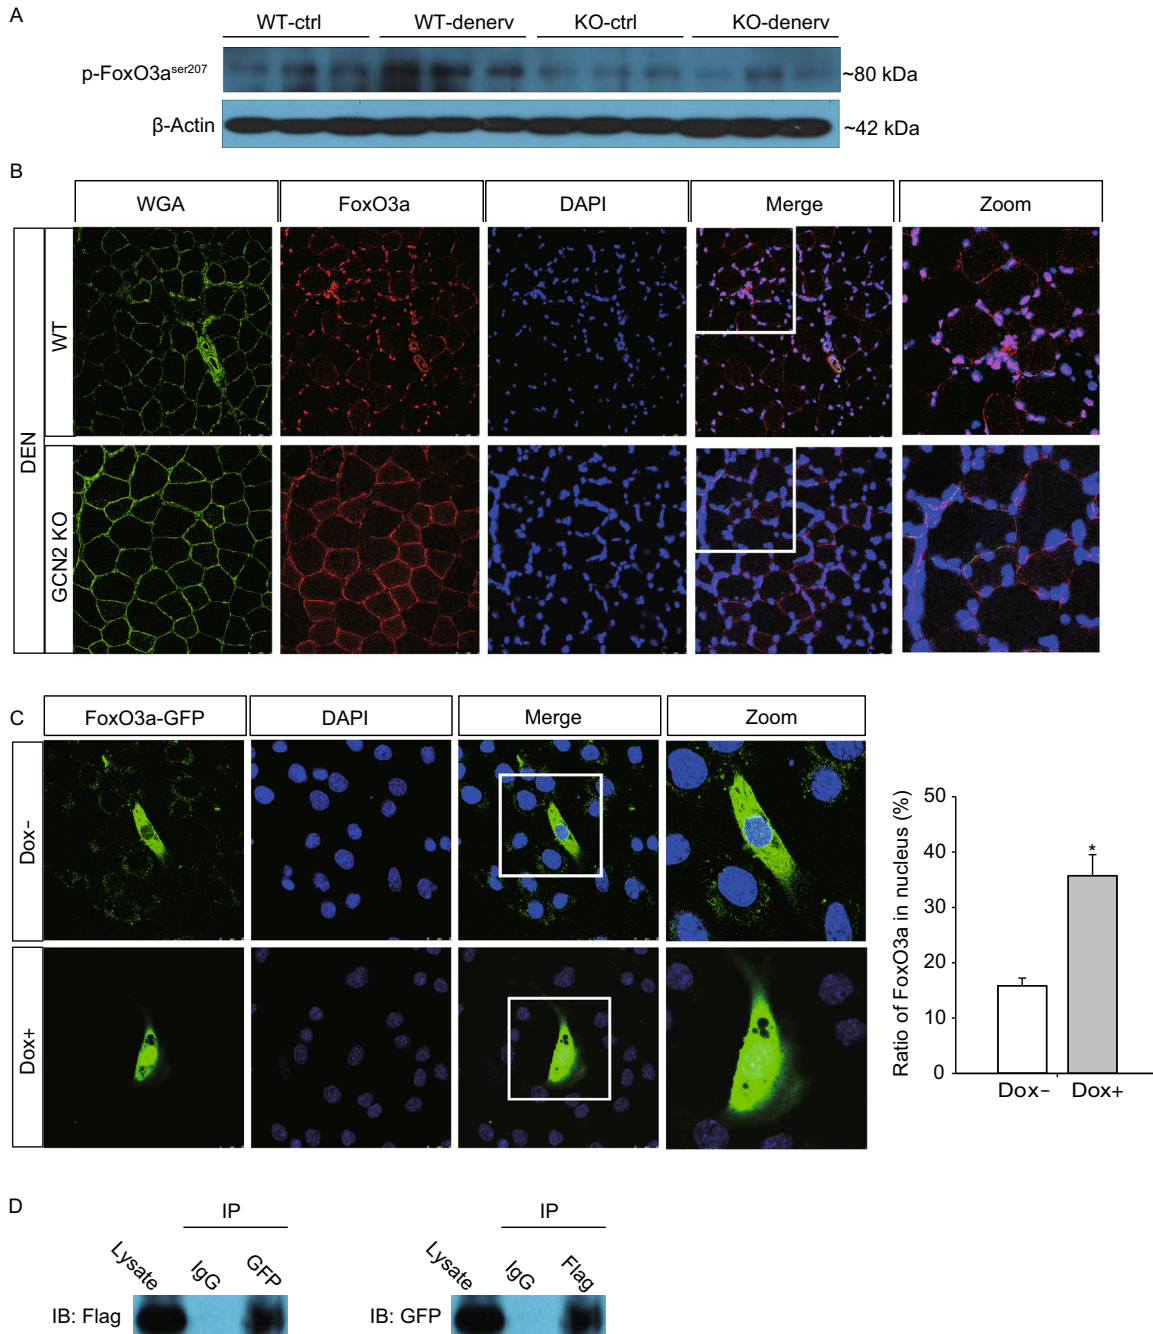 A
WT-ctrl WT-denerv KO-ctrl KO-denerv
p-FoxO3a^ser207 ~80 kDa
β-Actin ~42 kDa
B
WGA FoxO3a DAPI Merge Zoom
DEN
WT
GCN2 KO
C
FoxO3a-GFP DAPI Merge Zoom
Dox-
Dox+
Ratio of FoxO3a in nucleus (%)
50
40
30
20
10
0
*
Dox- Dox+
D
IP IP
Lysate IgG GFP Lysate IgG Flag
IB: Flag IB: GFP